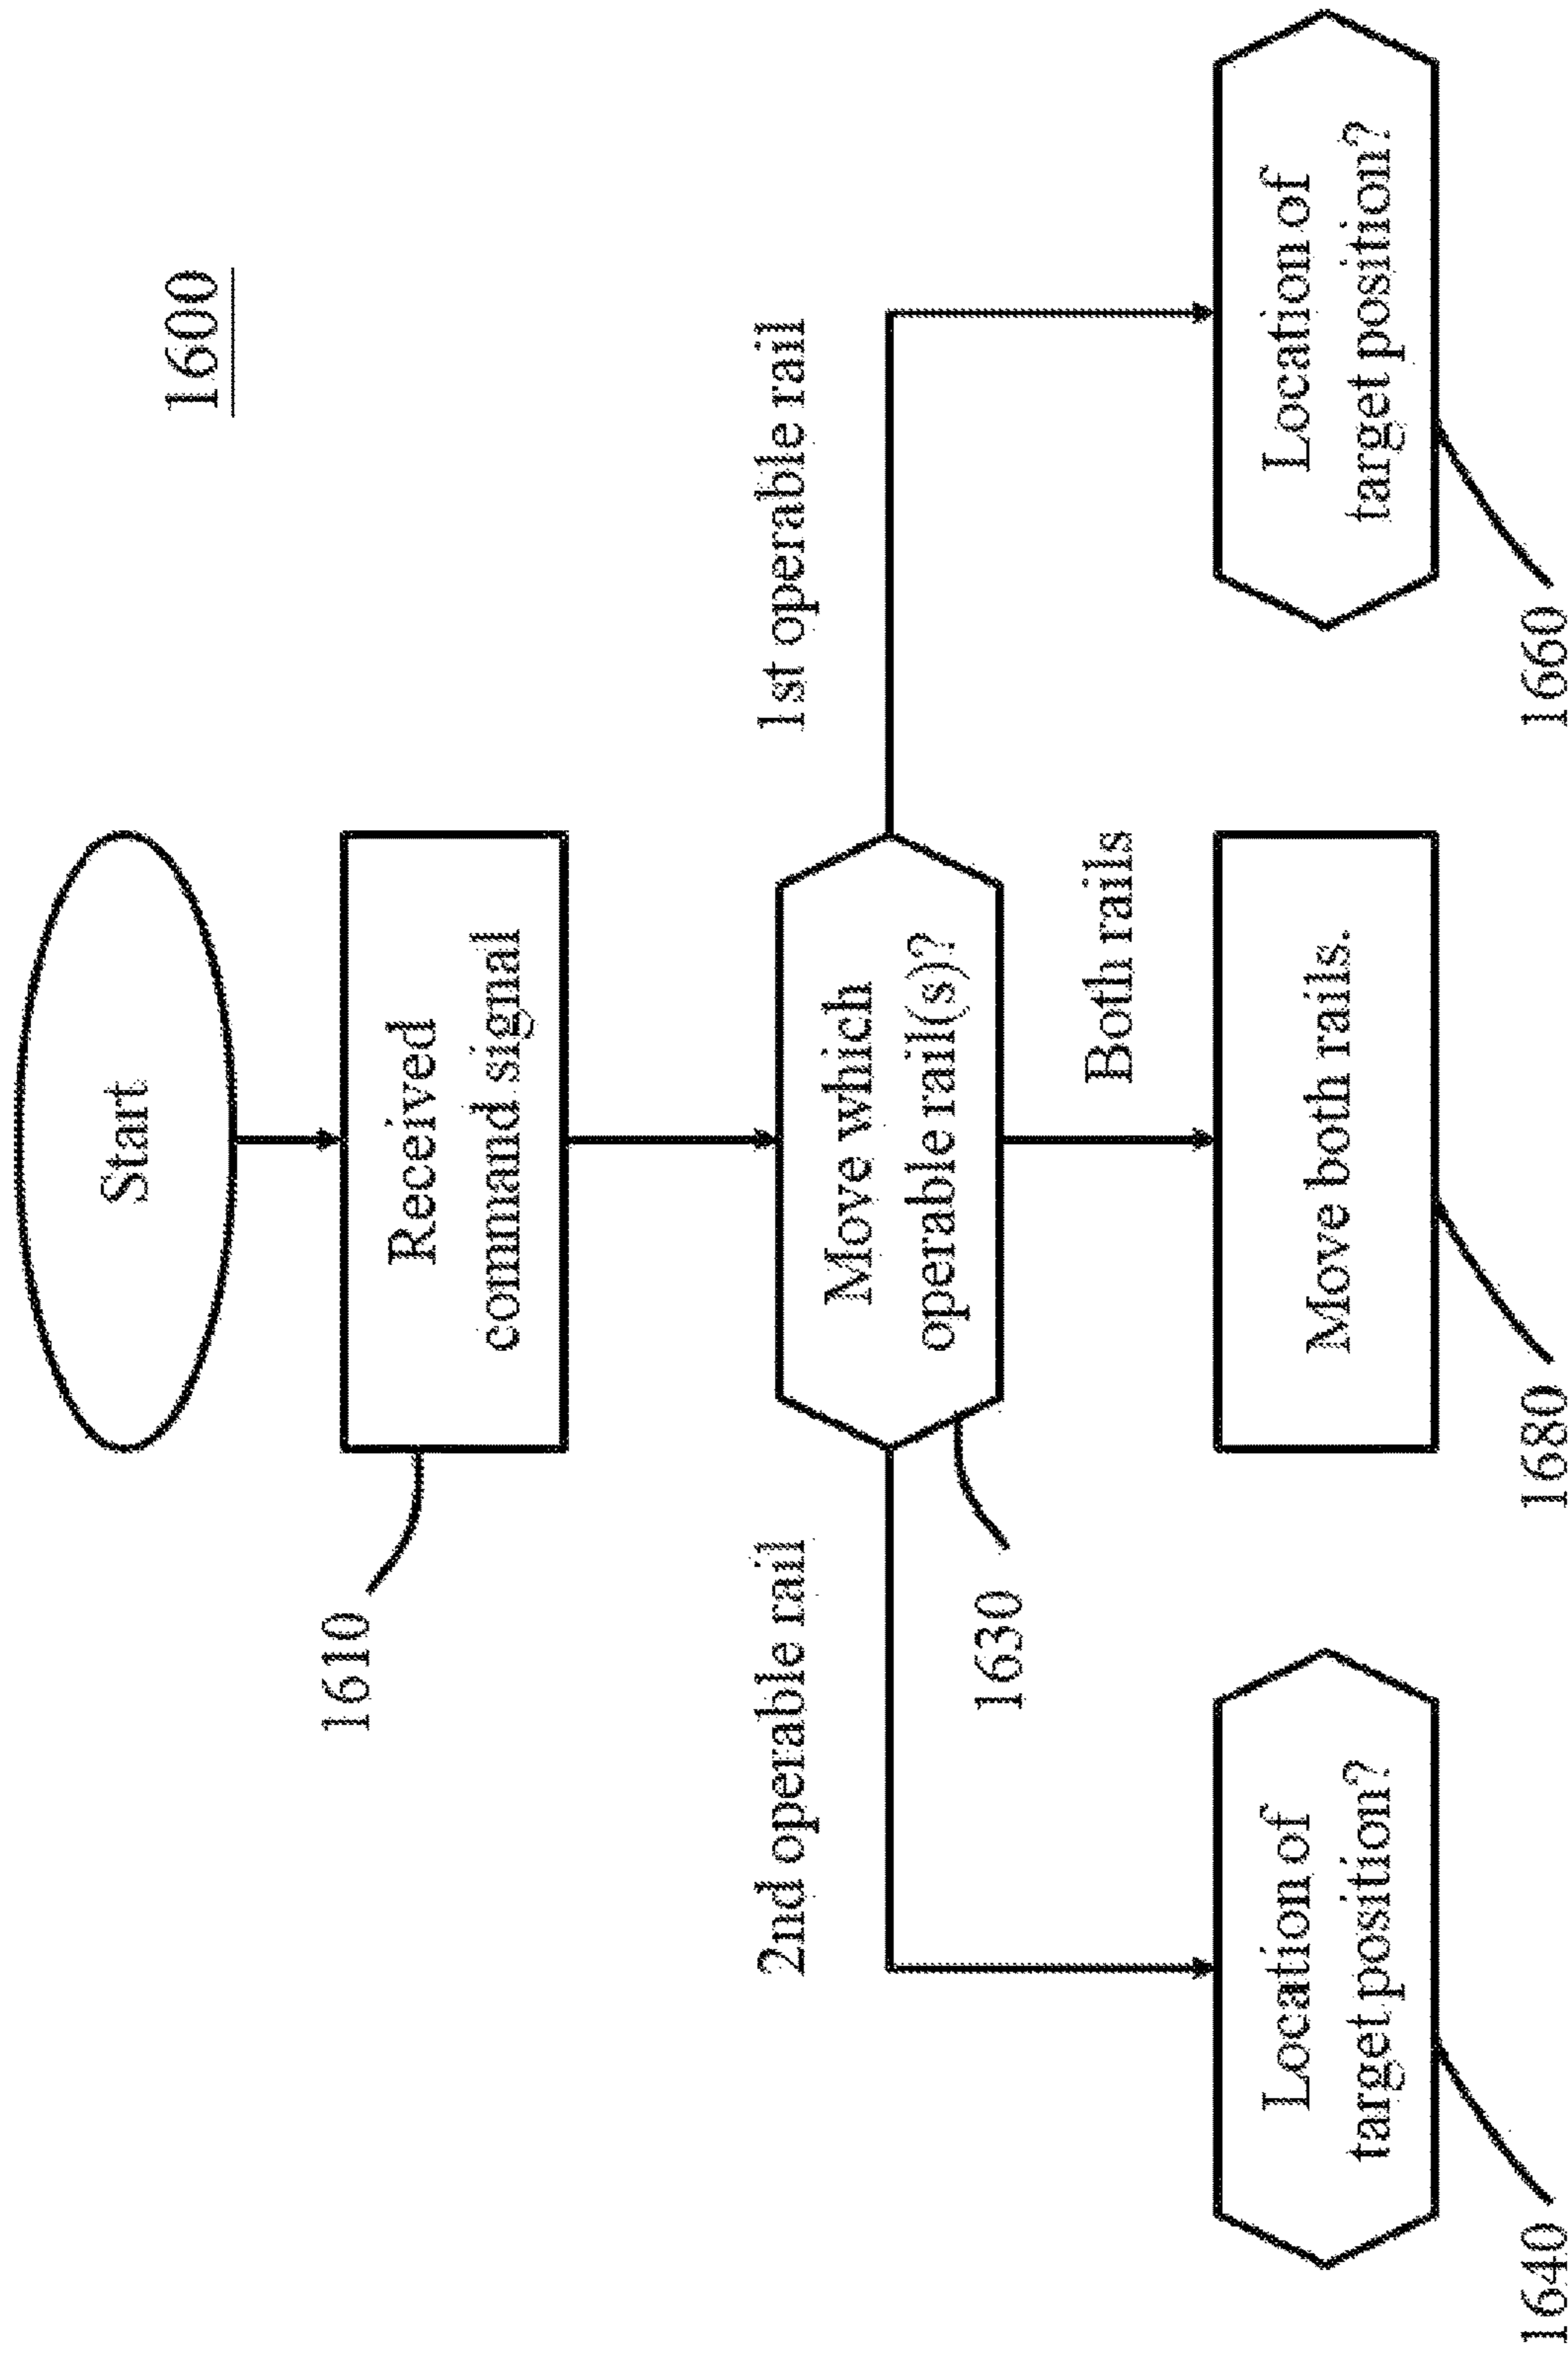 1600
Start
Received
command signal
1610
Move which
operable rail(s)?
2nd operable rail
1st operable rail
1630
Both rails
Location of
target position?
Move both rails.
Location of
target position?
1640
1680
1660